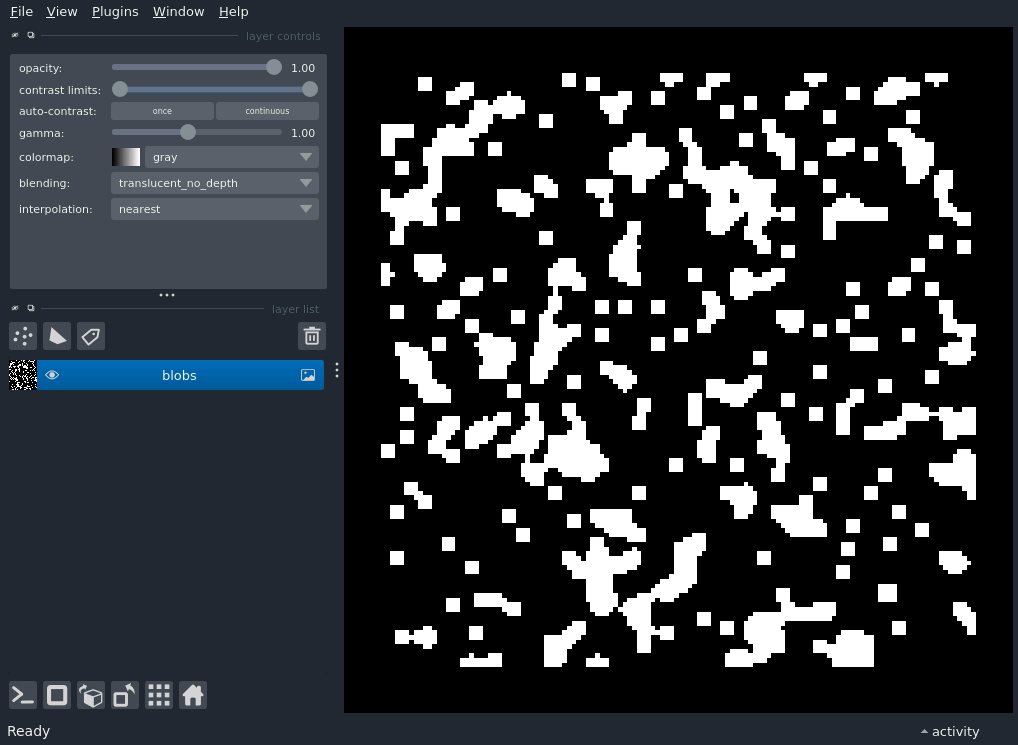 File View Plugins Window Help
layer controls
opacity: 1.00
contrast limits:
auto-contrast: once continuous
gamma: 1.00
colormap: gray
blending: translucent_no_depth
interpolation: nearest
layer list
blobs
Ready activity